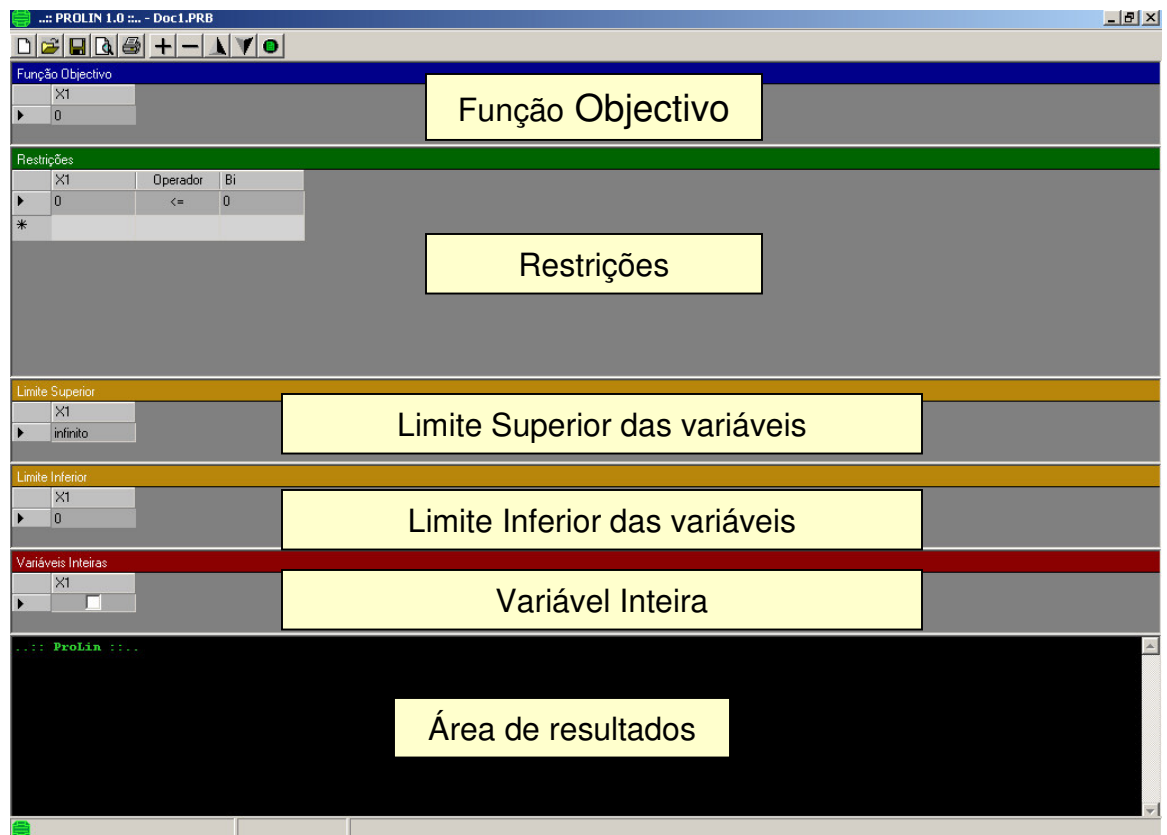 ..:: PROLIN 1.0 ::.. - Doc1.PRB
Função Objectivo
X1
0
Função Objectivo
Restrições
X1 Operador Bi
0 <= 0
*
Restrições
Limite Superior
X1
infinito
Limite Superior das variáveis
Limite Inferior
X1
0
Limite Inferior das variáveis
Variáveis Inteiras
X1
Variável Inteira
..:: ProLin ::..
Área de resultados